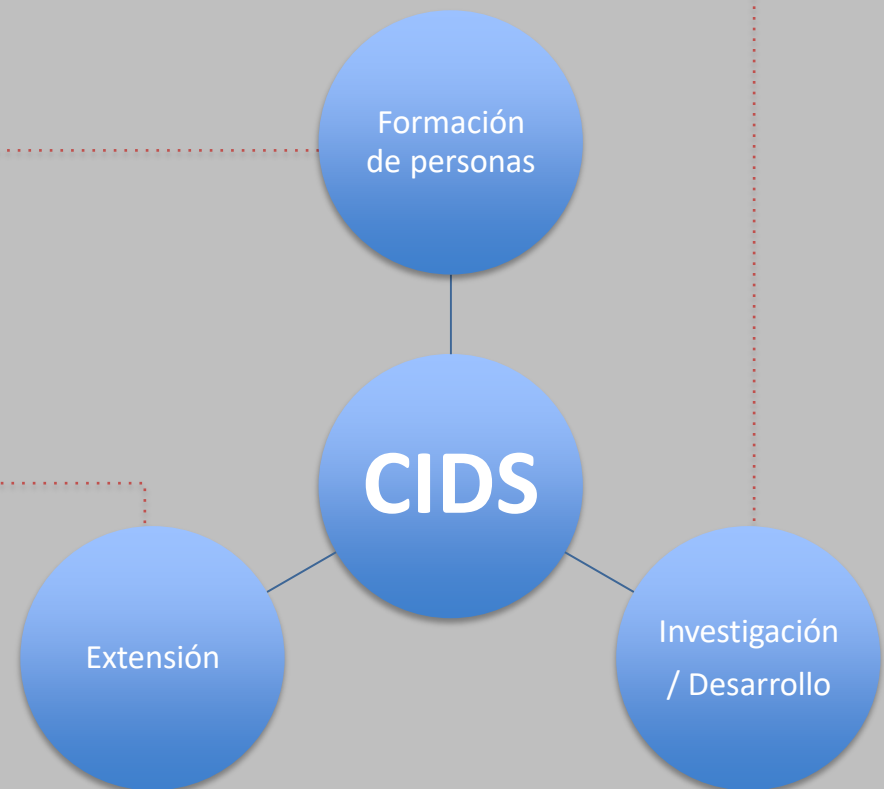 Formación
de personas
CIDS
Extensión
Investigación
/ Desarrollo